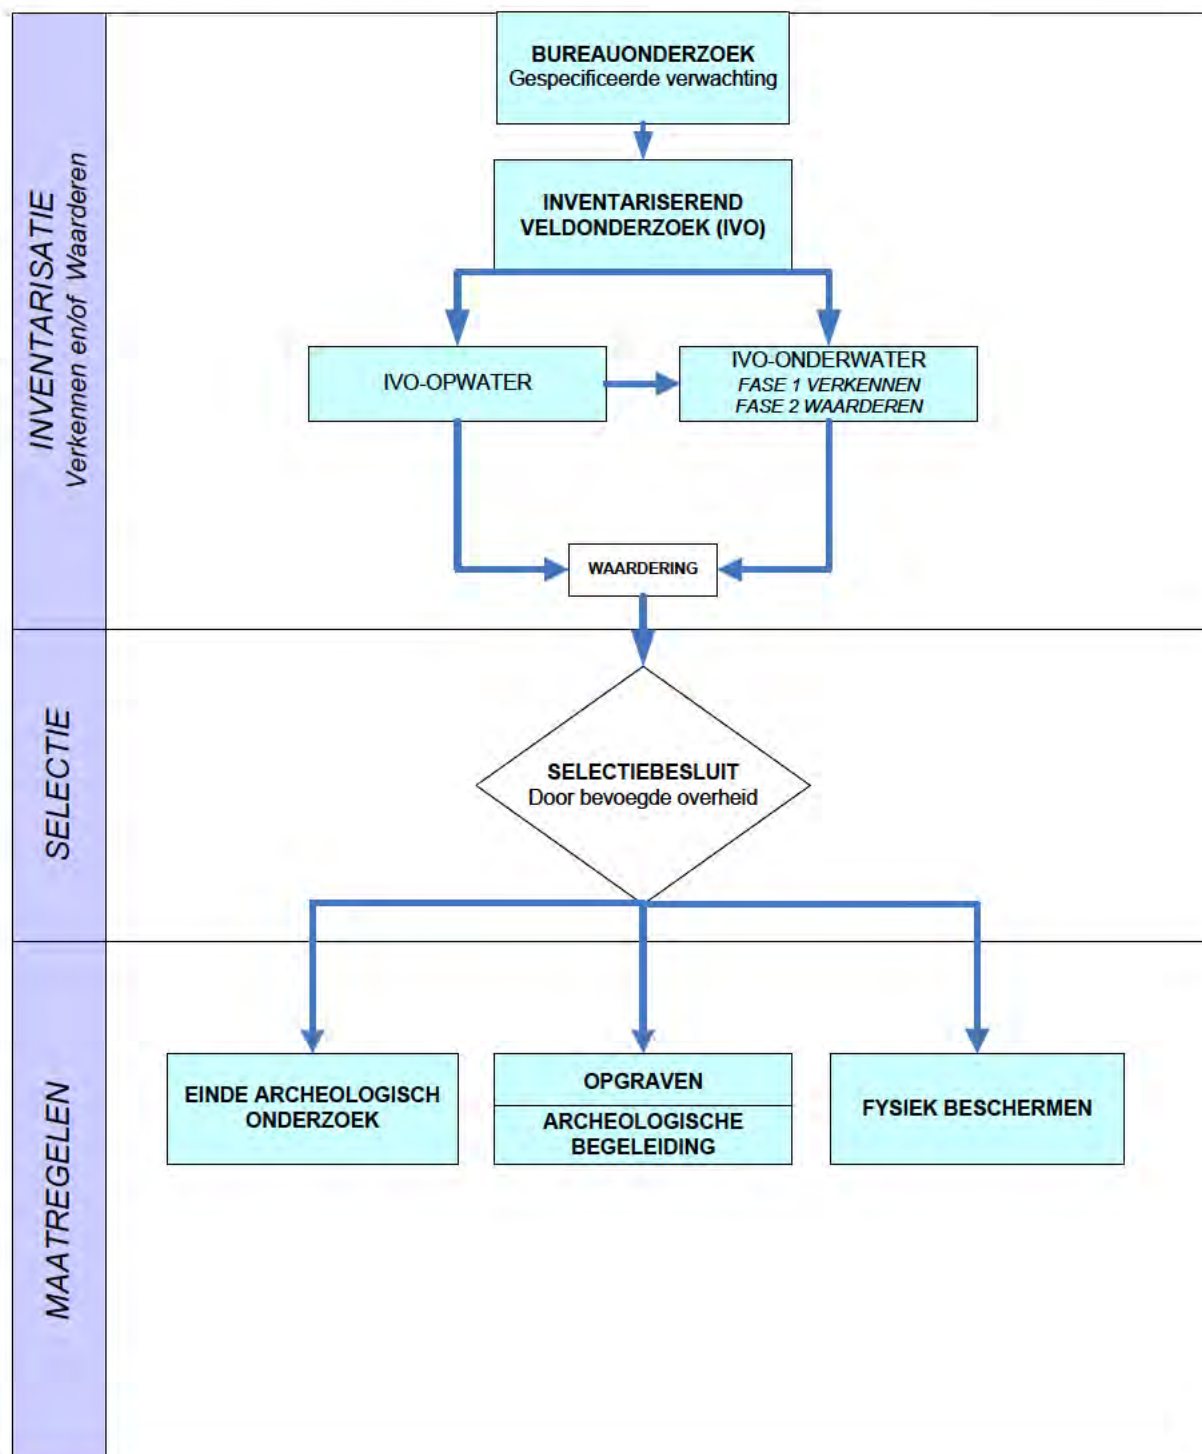 INVENTARISATIE
Verkennen en/of Waarderen
BUREAUONDERZOEK
Gespecificeerde verwachting
INVENTARISEREND
VELDONDERZOEK (IVO)
IVO-OPWATER
IVO-ONDERWATER
FASE 1 VERKENNEN
FASE 2 WAARDEREN
WAARDERING
SELECTIE
SELECTIEBESLUIT
Door bevoegde overheid
MAATREGELEN
EINDE ARCHEOLOGISCH
ONDERZOEK
OPGRAVEN
ARCHEOLOGISCHE
BEGELEIDING
FYSIEK BESCHERMEN